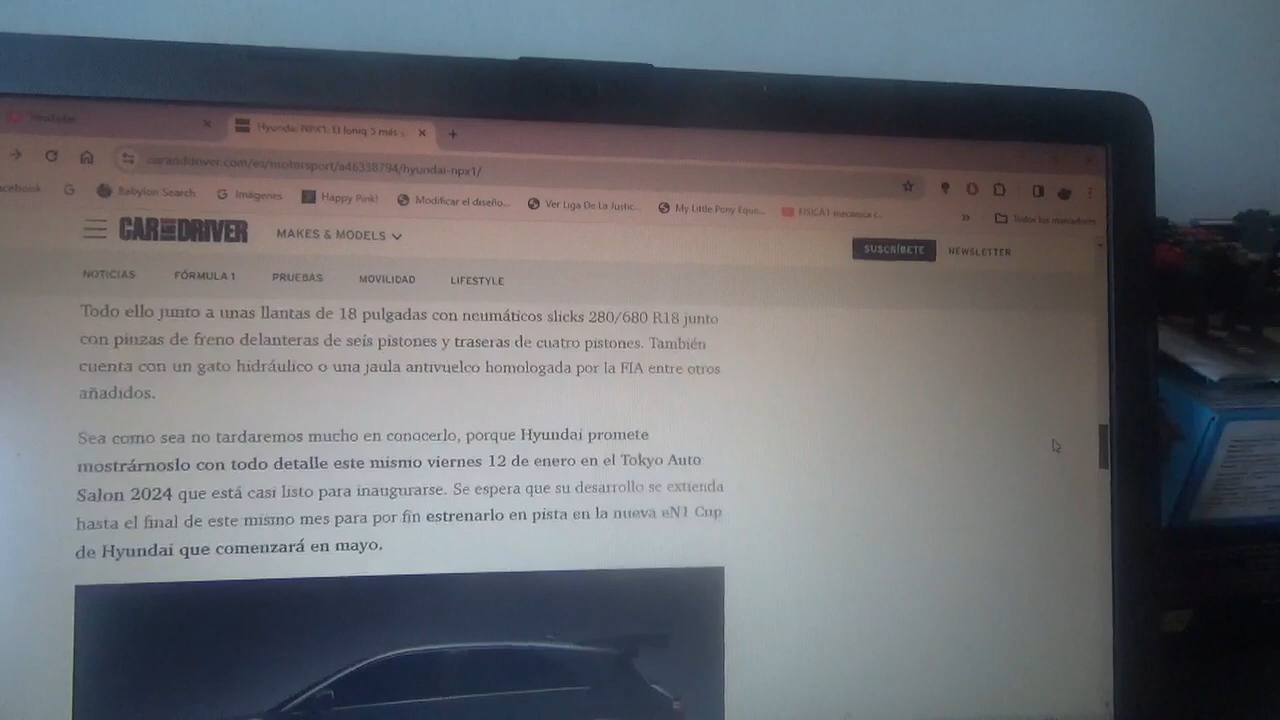 YouTube
Hyundai NPX1: El Ioniq 5 más
carandriver.com/es/motorsport/a46338794/hyundai-npx1/
acebook
Babylon Search
Imágenes
Happy Pink!
Modificar el diseño...
Ver Liga De La Justic...
My Little Pony Eque...
FISICA1 mecanica c...
Todos los marcadores
CAR AND DRIVER
MAKES & MODELS
SUSCRÍBETE
NEWSLETTER
NOTICIAS
FÓRMULA 1
PRUEBAS
MOVILIDAD
LIFESTYLE
Todo ello junto a unas llantas de 18 pulgadas con neumáticos slicks 280/680 R18 junto
con pinzas de freno delanteras de seis pistones y traseras de cuatro pistones. También
cuenta con un gato hidráulico o una jaula antivuelco homologada por la FIA entre otros
añadidos.
Sea como sea no tardaremos mucho en conocerlo, porque Hyundai promete
mostrárnoslo con todo detalle este mismo viernes 12 de enero en el Tokyo Auto
Salon 2024 que está casi listo para inaugurarse. Se espera que su desarrollo se extienda
hasta el final de este mismo mes para por fin estrenarlo en pista en la nueva eN1 Cup
de Hyundai que comenzará en mayo.